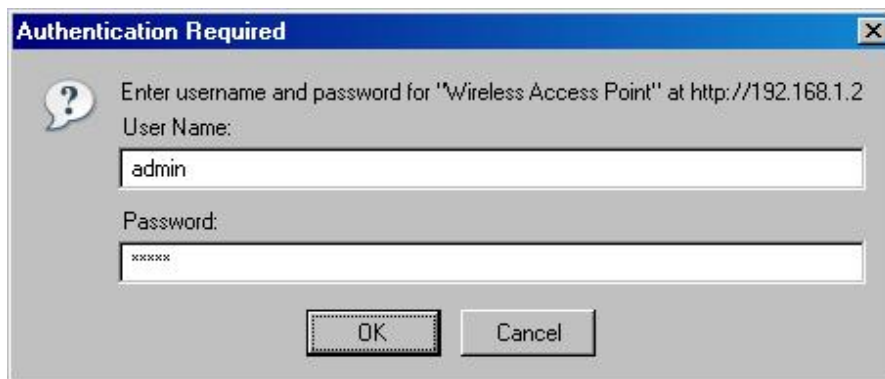 Authentication Required
Enter username and password for "Wireless Access Point" at http://192.168.1.2
User Name:
admin
Password:
*****
OK
Cancel